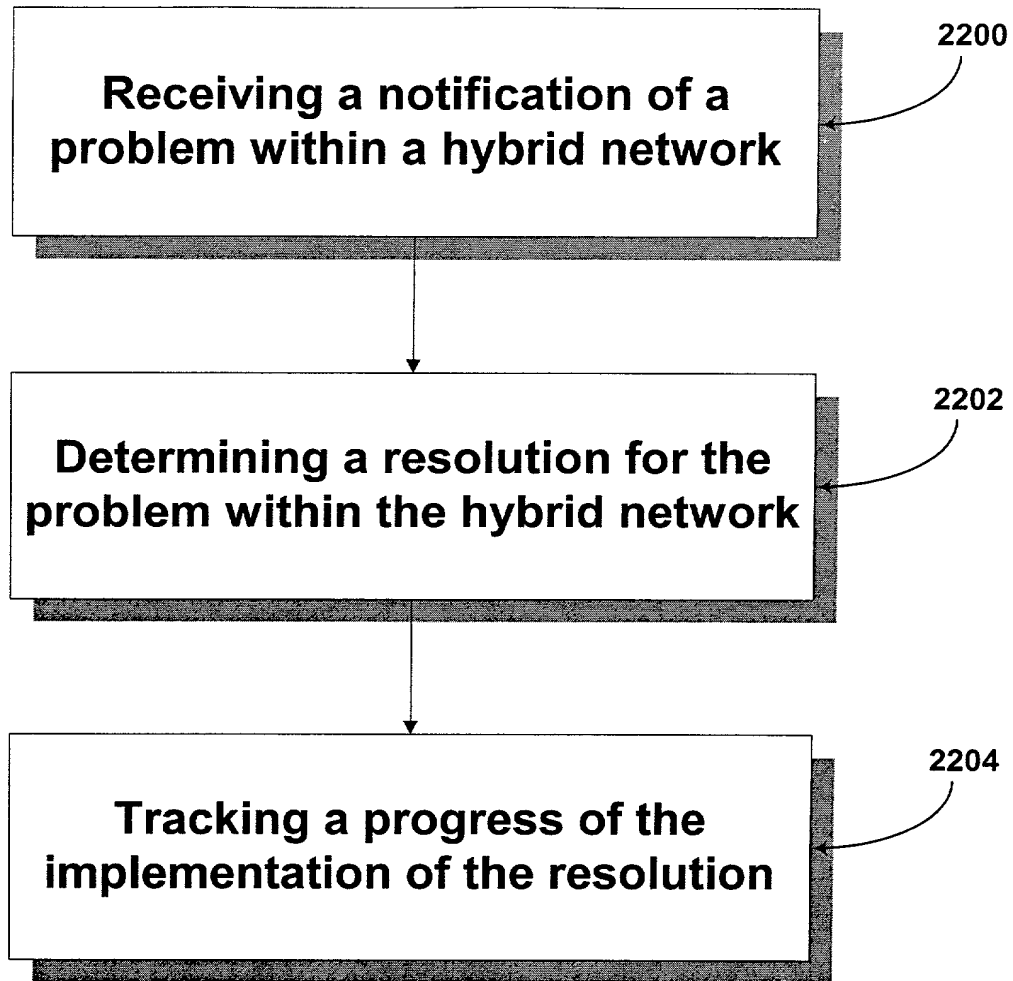 2200
Receiving a notification of a
problem within a hybrid network
2202
Determining a resolution for the
problem within the hybrid network
2204
Tracking a progress of the
implementation of the resolution